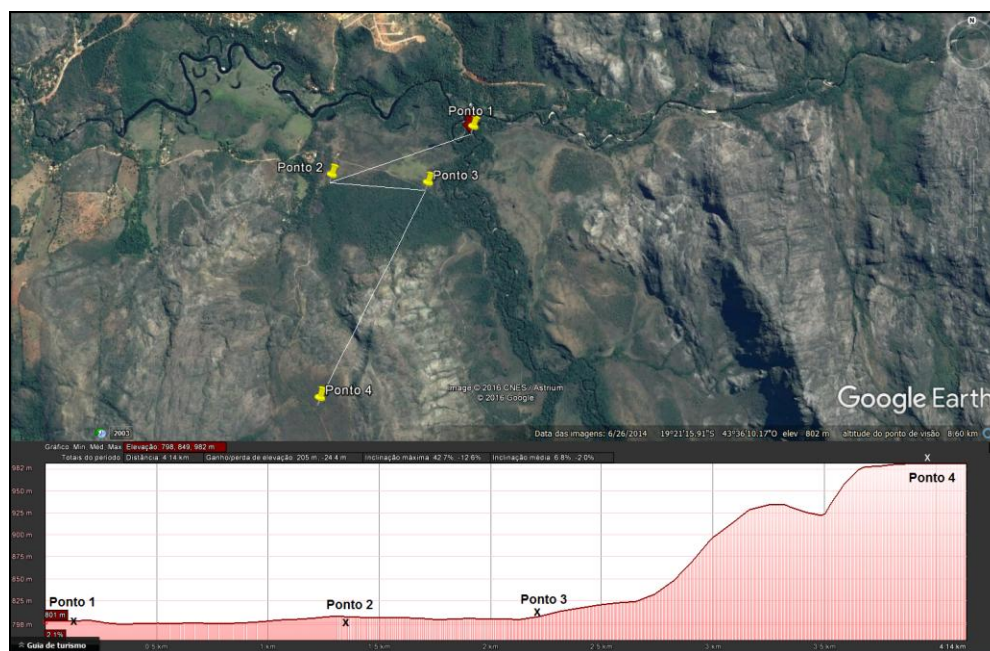 N
Ponto 1
Ponto 2
Ponto 3
Ponto 4
Image © 2016 CNES / Astrium
© 2016 Google
Google Earth
2003
Data das imagens: 6/26/2014 19°21'15.91"S 43°36'10.17"O elev 802 m altitude do ponto de visão 8.60 km
Gráfico: Min, Méd, Máx Elevação: 798, 849, 982 m
Totais do período: Distância: 4.14 km Ganho/perda de elevação: 205 m, -24.4 m Inclinação máxima: 42.7%, -12.6% Inclinação média: 6.8%, -2.0%
982 m
950 m
925 m
900 m
875 m
850 m
825 m
801 m
798 m
2.1%
Ponto 1
x
Ponto 2
x
Ponto 3
x
x
Ponto 4
Guia de turismo
0.5 km
1 km
1.5 km
2 km
2.5 km
3 km
3.5 km
4.14 km